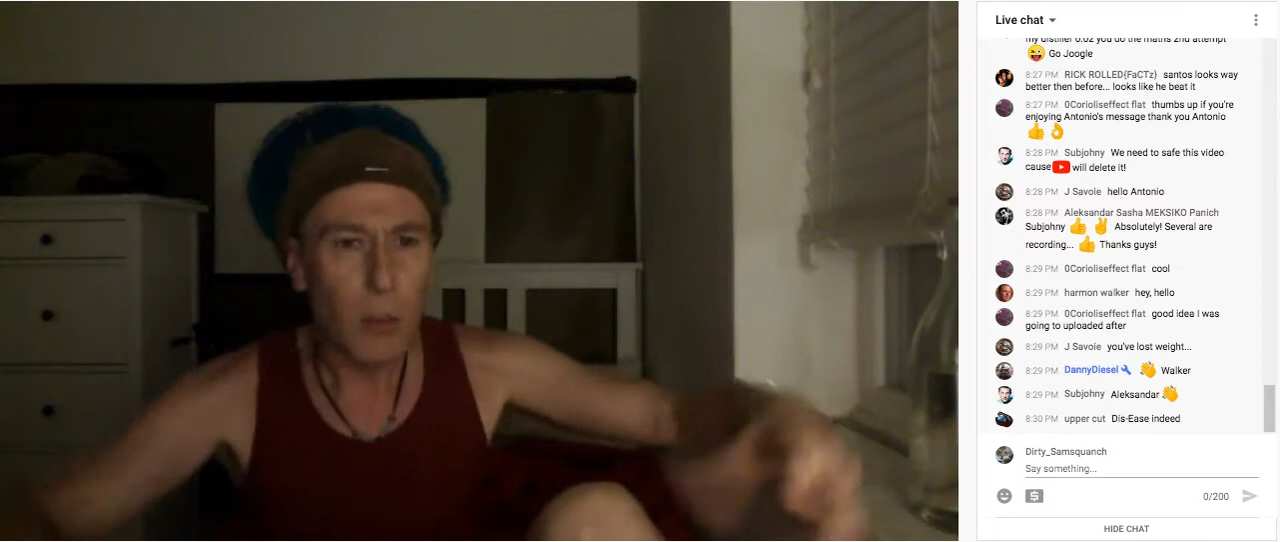 Live chat
my distiller 0.02 you do the maths 2nd attempt
Go Joogle
8:27 PM RICK ROLLED{FaCTz) santos looks way
better then before... looks like he beat it
8:27 PM 0Corioliseffect flat thumbs up if you're
enjoying Antonio's message thank you Antonio
8:28 PM Subjohny We need to safe this video
cause will delete it!
8:28 PM J Savoie hello Antonio
8:28 PM Aleksandar Sasha MEKSIKO Panich
Subjohny Absolutely! Several are
recording... Thanks guys!
8:29 PM 0Corioliseffect flat cool
8:29 PM harmon walker hey, hello
8:29 PM 0Corioliseffect flat good idea I was
going to uploaded after
8:29 PM J Savoie you've lost weight...
8:29 PM DannyDiesel Walker
8:29 PM Subjohny Aleksandar
8:30 PM upper cut Dis-Ease indeed
Dirty_Samsquanch
Say something...
0/200
HIDE CHAT